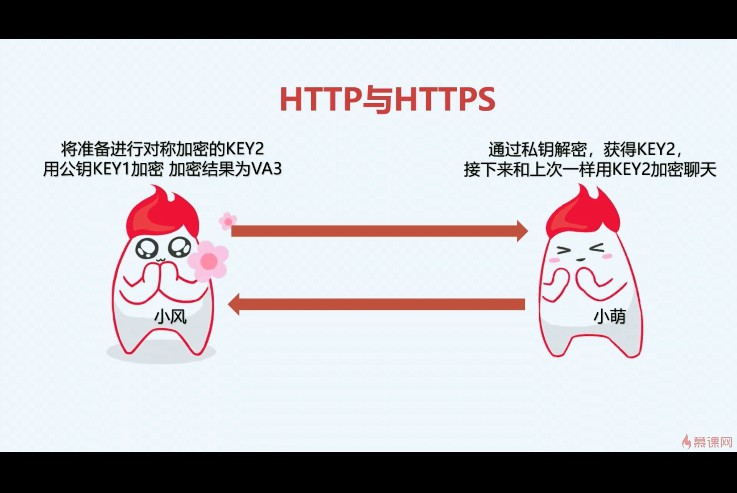 HTTP与HTTPS
将准备进行对称加密的KEY2
用公钥KEY1加密 加密结果为VA3
通过私钥解密，获得KEY2，
接下来和上次一样用KEY2加密聊天
小风
小萌
慕课网